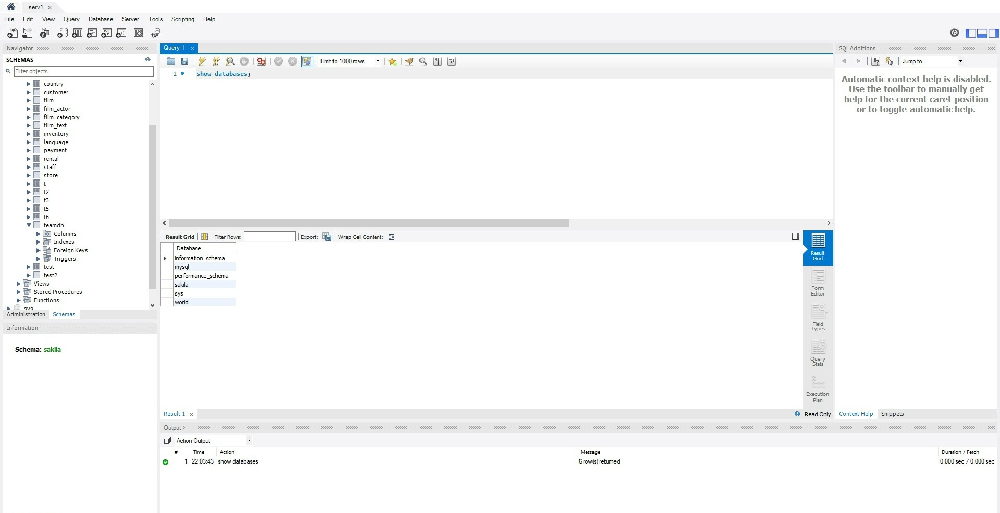 serv1
File Edit View Query Database Server Tools Scripting Help
Navigator
SCHEMAS
Filter objects
country
customer
film
film_actor
film_category
film_text
inventory
language
payment
rental
staff
store
t
t2
t3
t5
t6
teamdb
Columns
Indexes
Foreign Keys
Triggers
test
test2
Views
Stored Procedures
Functions
sys
Administration Schemas
Information
Schema: sakila
Query 1
Limit to 1000 rows
1 show databases;
Result Grid Filter Rows: Export: Wrap Cell Content:
Database
information_schema
mysql
performance_schema
sakila
sys
world
Result
Grid
Form
Editor
Field
Types
Query
Stats
Execution
Plan
Result 1
Read Only
SQLAdditions
Jump to
Automatic context help is disabled.
Use the toolbar to manually get
help for the current caret position
or to toggle automatic help.
Context Help Snippets
Output
Action Output
# Time Action Message Duration / Fetch
1 22:03:43 show databases 6 row(s) returned 0.000 sec / 0.000 sec